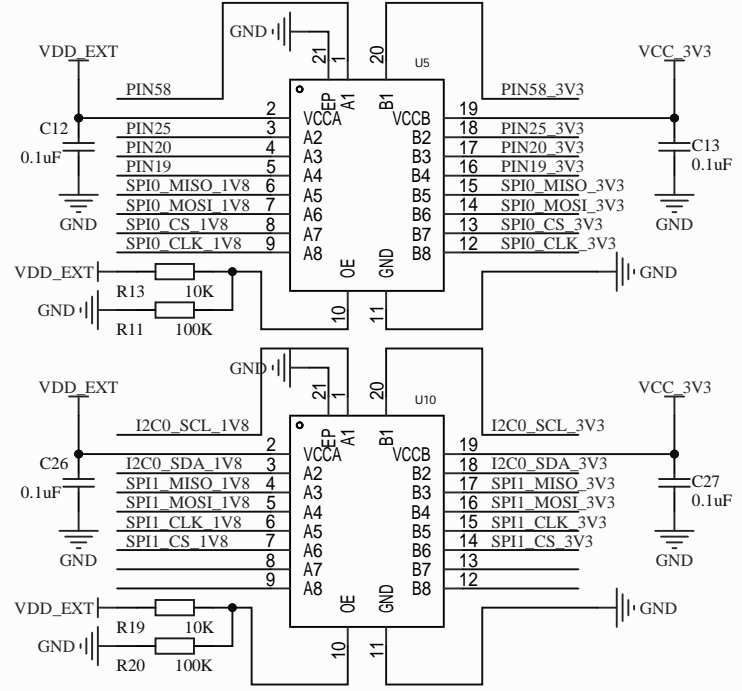 GND
21
1
20
U5
VDD_EXT
VCC_3V3
PIN58
EP
A1
B1
PIN58_3V3
2
VCCA
VCCB
19
C12
0.1uF
PIN25
3
A2
B2
18
PIN25_3V3
C13
0.1uF
PIN20
4
A3
B3
17
PIN20_3V3
PIN19
5
A4
B4
16
PIN19_3V3
SPI0_MISO_1V8
6
A5
B5
15
SPI0_MISO_3V3
SPI0_MOSI_1V8
7
A6
B6
14
SPI0_MOSI_3V3
GND
SPI0_CS_1V8
8
A7
B7
13
SPI0_CS_3V3
GND
SPI0_CLK_1V8
9
A8
B8
12
SPI0_CLK_3V3
VDD_EXT
OE
GND
GND
R13
10K
GND
10
11
R11
100K
GND
21
1
20
U10
VDD_EXT
VCC_3V3
I2C0_SCL_1V8
EP
A1
B1
I2C0_SCL_3V3
2
VCCA
VCCB
19
C26
0.1uF
I2C0_SDA_1V8
3
A2
B2
18
I2C0_SDA_3V3
C27
0.1uF
SPI1_MISO_1V8
4
A3
B3
17
SPI1_MISO_3V3
SPI1_MOSI_1V8
5
A4
B4
16
SPI1_MOSI_3V3
SPI1_CLK_1V8
6
A5
B5
15
SPI1_CLK_3V3
SPI1_CS_1V8
7
A6
B6
14
SPI1_CS_3V3
GND
8
A7
B7
13
GND
9
A8
B8
12
VDD_EXT
OE
GND
GND
R19
10K
GND
10
11
R20
100K